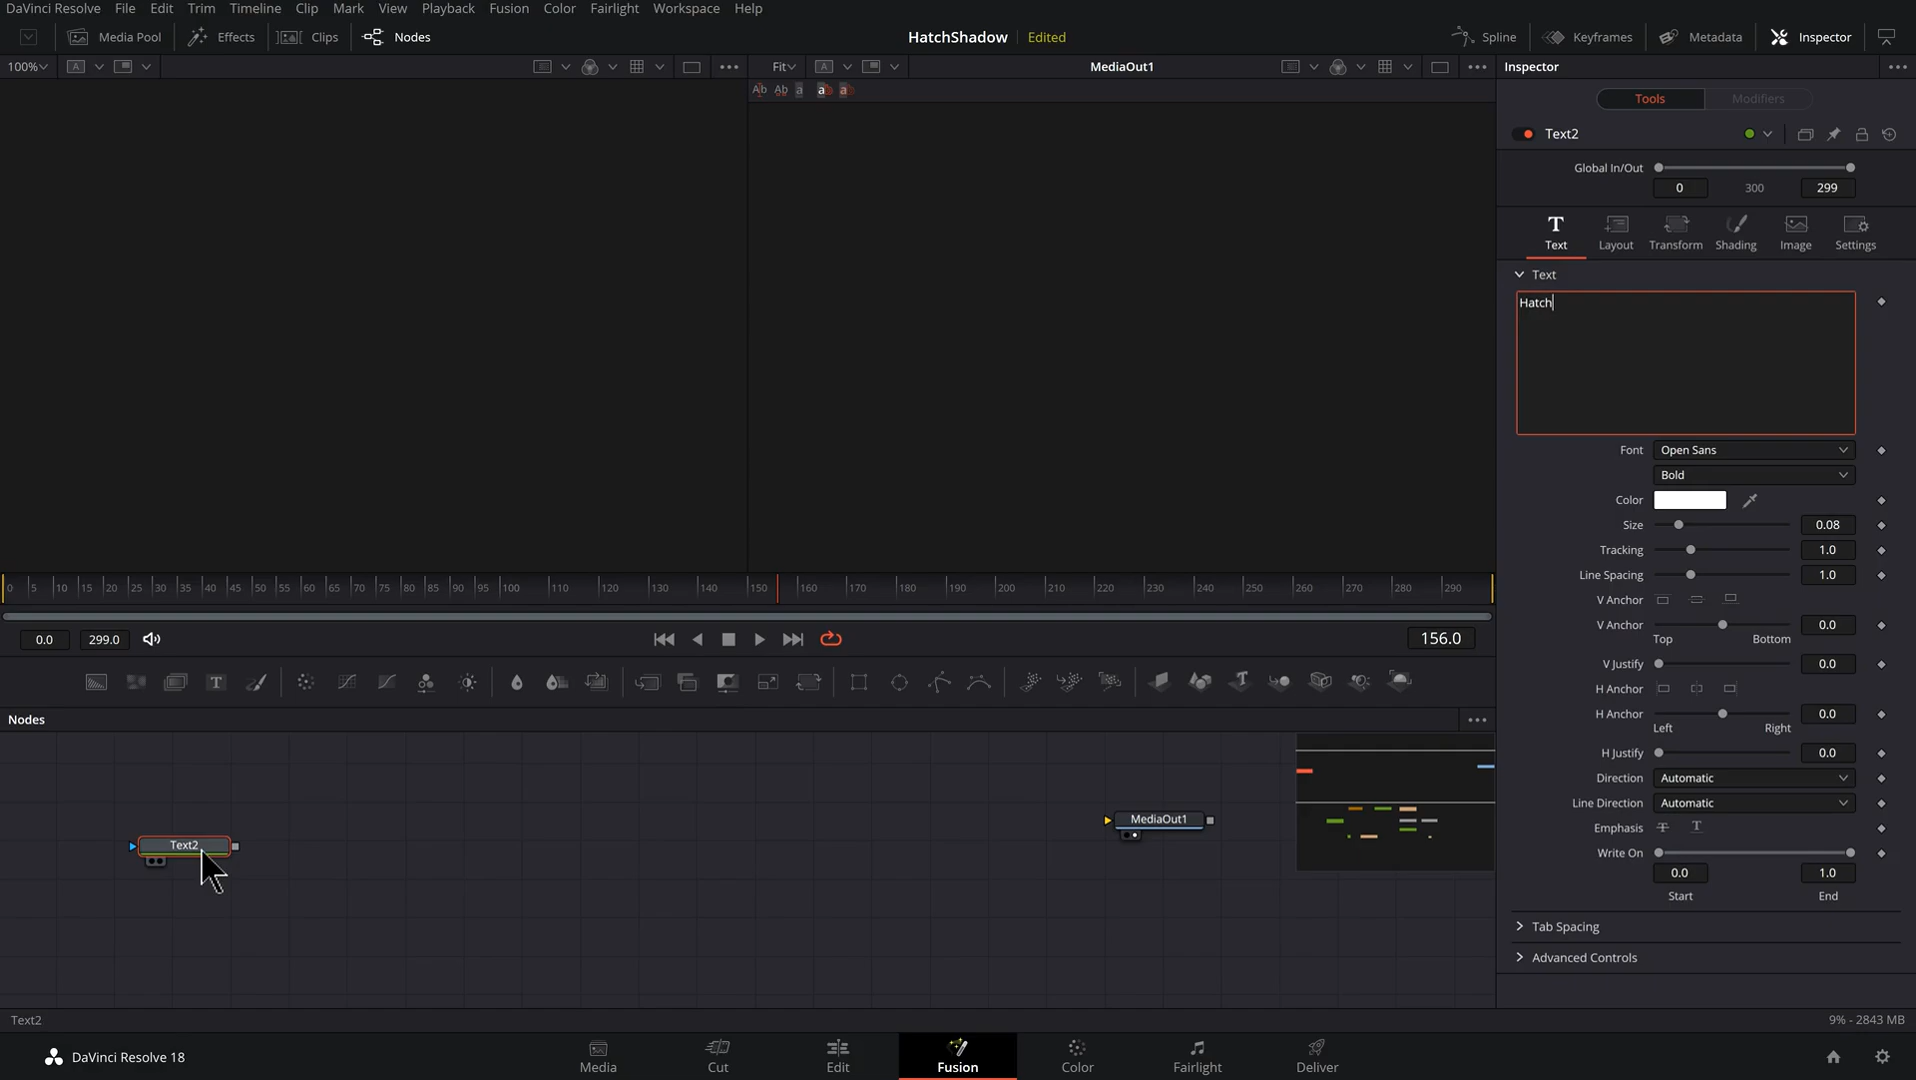 DaVinci Resolve File Edit Trim Timeline Clip Mark View Playback Fusion Color Fairlight Workspace Help
Media Pool Effects Clips Nodes HatchShadow Edited Spline Keyframes Metadata Inspector
100% A Fit A MediaOut1 Inspector
Ab Ab a a a
Tools Modifiers
Text2
Global In/Out
0 300 299
Text Layout Transform Shading Image Settings
Text
Hatch
Font Open Sans
Bold
Color
Size 0.08
Tracking 1.0
Line Spacing 1.0
V Anchor
V Anchor 0.0
Top Bottom
V Justify 0.0
H Anchor
H Anchor 0.0
Left Right
H Justify 0.0
Direction Automatic
Line Direction Automatic
Emphasis
Write On
0.0 1.0
Start End
Tab Spacing
Advanced Controls
0 5 10 15 20 25 30 35 40 45 50 55 60 65 70 75 80 85 90 100 110 120 130 140 150 160 170 180 190 200 210 220 230 240 250 260 270 280 290
0.0 299.0 156.0
Nodes
MediaOut1
Text2
Text2 9% - 2843 MB
DaVinci Resolve 18 Media Cut Edit Fusion Color Fairlight Deliver